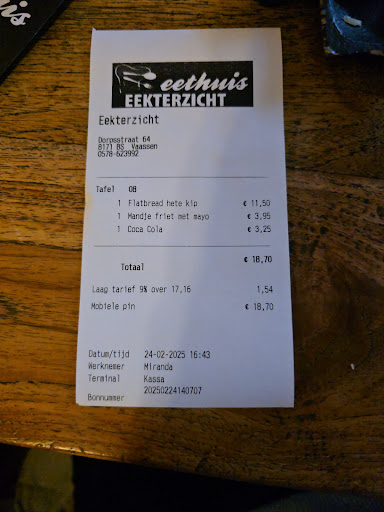 eethuis
EEKTERZICHT
Eekterzicht
Dorpsstraat 64
8171 BS Vaassen
0578-623992
Tafel 08
1 Flatbread hete kip € 11,50
1 Mandje friet met mayo € 3,95
1 Coca Cola € 3,25
Totaal € 18,70
Laag tarief 9% over 17,16 1,54
Mobiele pin € 18,70
Datum/tijd 24-02-2025 16:43
Werknemer Miranda
Terminal Kassa
Bonnummer 20250224140707